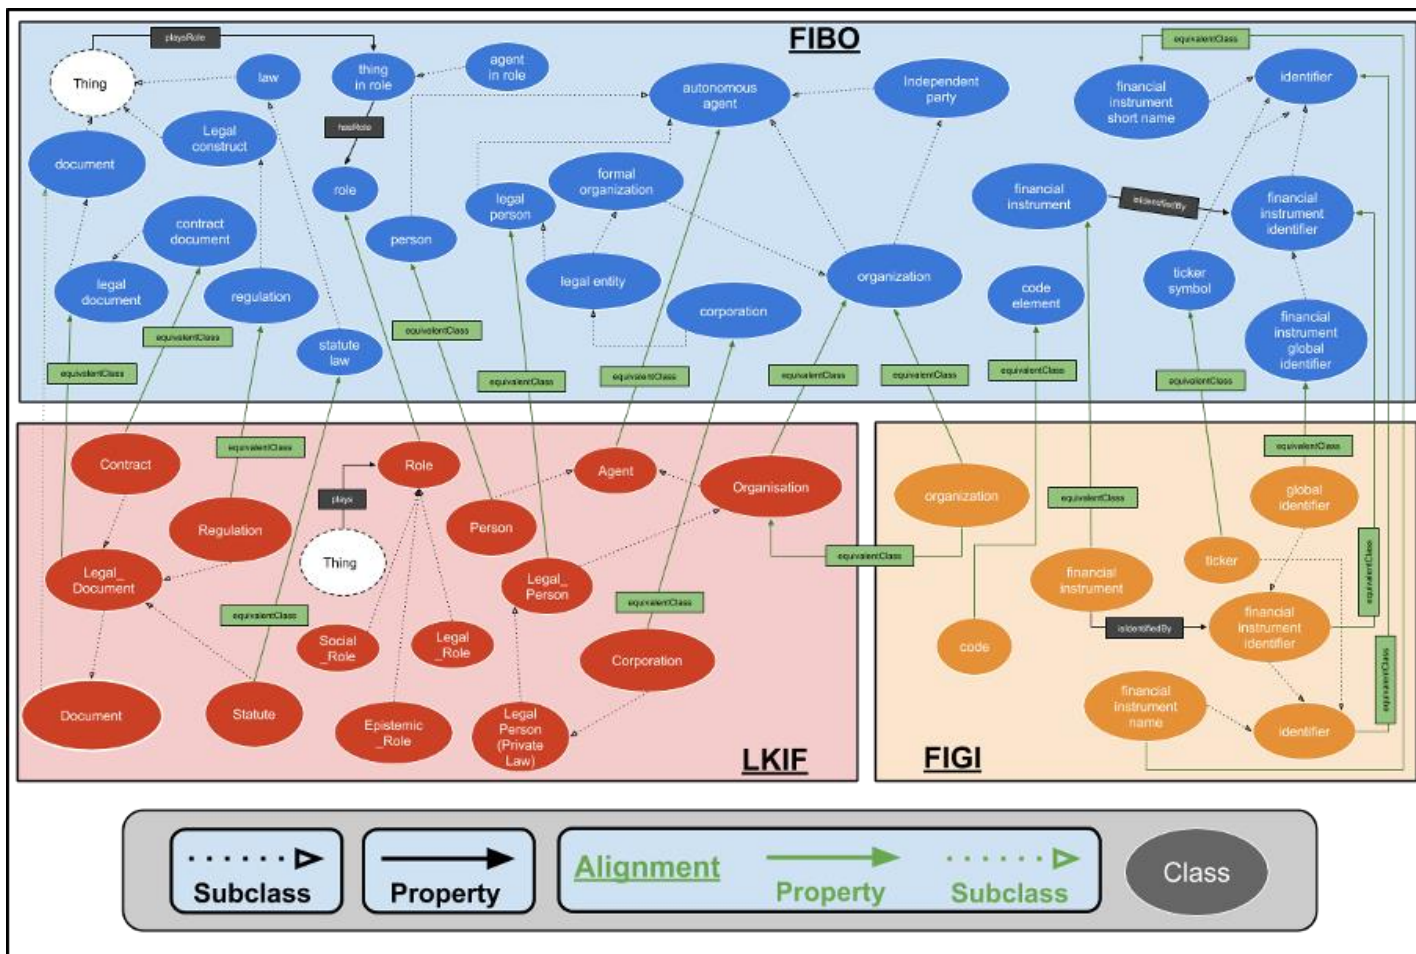 FIBO
playsRole
equivalentClass
Thing
law
thing
in role
agent
in role
autonomous
agent
Independent
party
financial
instrument
short name
identifier
hasRole
document
Legal
construct
role
legal
person
formal
organization
financial
instrument
isIdentifiedBy
financial
instrument
identifier
contract
document
person
legal
document
regulation
legal entity
organization
code
element
ticker
symbol
corporation
statute
law
financial
instrument
global
identifier
equivalentClass
equivalentClass
equivalentClass
equivalentClass
equivalentClass
equivalentClass
equivalentClass
equivalentClass
equivalentClass
Contract
equivalentClass
Role
Agent
Organisation
plays
Regulation
Person
Thing
Legal_
Document
Legal_
Person
equivalentClass
equivalentClass
Social
_Role
Legal
_Role
Corporation
Document
Statute
Epistemic
_Role
Legal
Person
(Private
Law)
LKIF
organization
equivalentClass
global
identifier
equivalentClass
equivalentClass
ticker
financial
instrument
equivalentClass
isIdentifiedBy
financial
instrument
identifier
code
equivalentClass
financial
instrument
name
identifier
FIGI
Subclass
Property
Alignment
Property
Subclass
Class